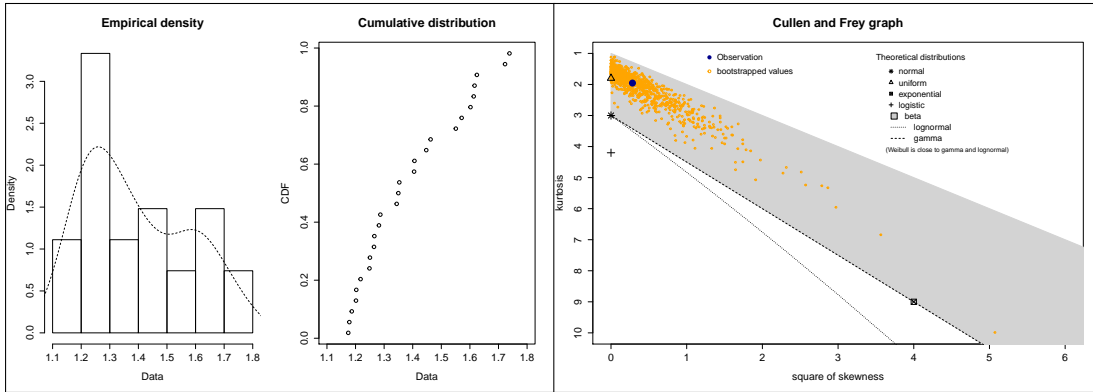 Empirical density
Density
0.0 0.5 1.0 1.5 2.0 2.5 3.0
1.1 1.2 1.3 1.4 1.5 1.6 1.7 1.8
Data
Cumulative distribution
CDF
0.0 0.2 0.4 0.6 0.8 1.0
1.1 1.2 1.3 1.4 1.5 1.6 1.7 1.8
Data
Cullen and Frey graph
kurtosis
1 2 3 4 5 6 7 8 9 10
Observation
bootstrapped values
Theoretical distributions
normal
uniform
exponential
logistic
beta
lognormal
gamma
(Weibull is close to gamma and lognormal)
0 1 2 3 4 5 6
square of skewness